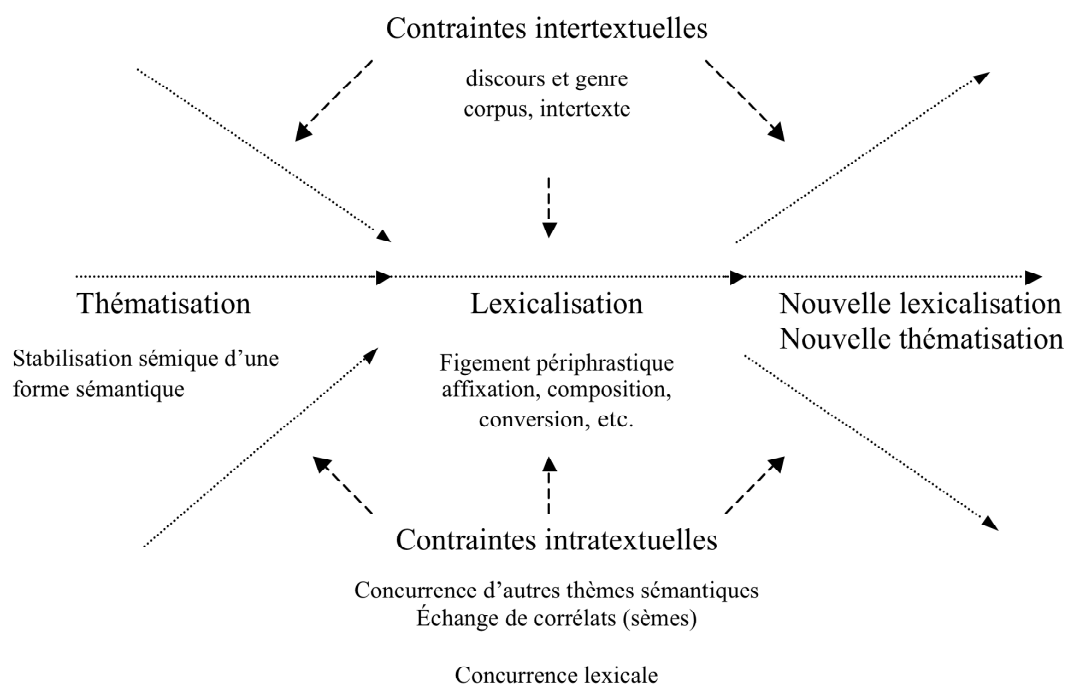 Contraintes intertextuelles
discours et genre
corpus, intertexte
Thématisation
Lexicalisation
Nouvelle lexicalisation
Nouvelle thématisation
Stabilisation sémique d’une
forme sémantique
Figement périphrastique
affixation, composition,
conversion, etc.
Contraintes intratextuelles
Concurrence d’autres thèmes sémantiques
Échange de corrélats (sèmes)
Concurrence lexicale